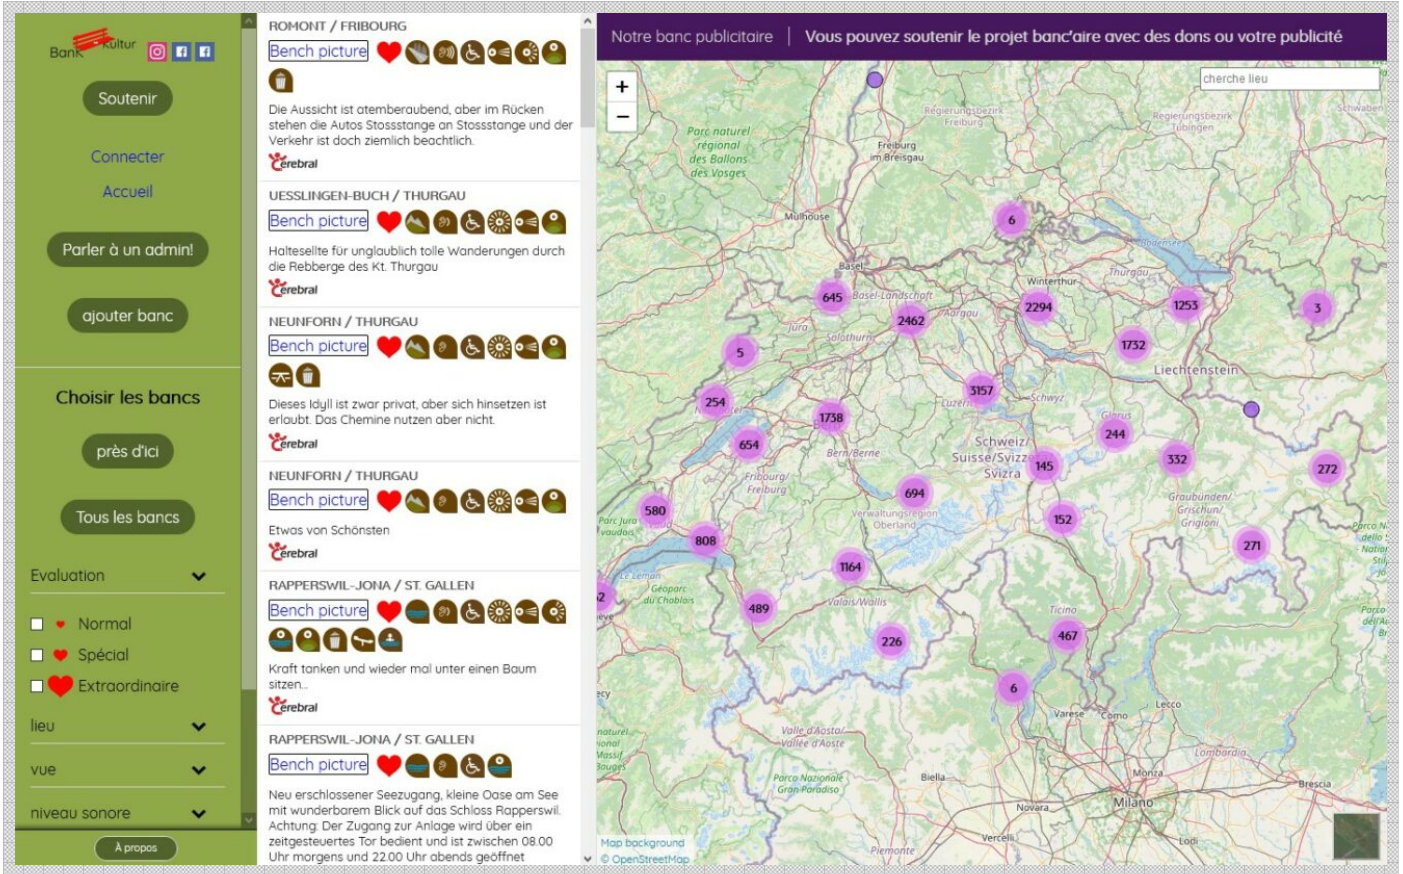 Bank Kultur
Soutenir
Connecter
Accueil
Parler à un admin!
ajouter banc
Choisir les bancs
près d'ici
Tous les bancs
Evaluation
Normal
Spécial
Extraordinaire
lieu
vue
niveau sonore
À propos
ROMONT / FRIBOURG
Bench picture
Die Aussicht ist atemberaubend, aber im Rücken
stehen die Autos Stossstange an Stossstange und der
Verkehr ist doch ziemlich beachtlich.
Cerebral
UESSLINGEN-BUCH / THURGAU
Bench picture
Haltesellte für unglaublich tolle Wanderungen durch
die Rebberge des Kt. Thurgau
Cerebral
NEUNFORN / THURGAU
Bench picture
Dieses Idyll ist zwar privat, aber sich hinsetzen ist
erlaubt. Das Chemine nutzen aber nicht.
Cerebral
NEUNFORN / THURGAU
Bench picture
Etwas von Schönsten
Cerebral
RAPPERSWIL-JONA / ST. GALLEN
Bench picture
Kraft tanken und wieder mal unter einen Baum
sitzen...
Cerebral
RAPPERSWIL-JONA / ST. GALLEN
Bench picture
Neu erschlossener Seezugang, kleine Oase am See
mit wunderbarem Blick auf das Schloss Rapperswil.
Achtung: Der Zugang zur Anlage wird über ein
zeitgesteuertes Tor bedient und ist zwischen 08.00
Uhr morgens und 22.00 Uhr abends geöffnet
Notre banc publicitaire | Vous pouvez soutenir le projet banc'aire avec des dons ou votre publicité
+
−
cherche lieu
Regierungsbezirk
Freiburg
Regierungsbezirk
Tübingen
Schwaben
Parc naturel
régional
des Ballons
des Vosges
Freiburg
im Breisgau
Mulhouse
6
Bodensee
Basel
Thurgau
Winterthur
645
Basel-Landschaft
2294
1253
3
Aargau
2462
Jura
Solothurn
1732
5
Liechtenstein
3157
254
Luzern
Schwyz
1738
Glarus
244
654
Bern/Berne
Schweiz/
Suisse/Svizzera/
Svizra
145
332
272
Fribourg/
Freiburg
694
Graubünden/
Grischun/
Grigioni
580
Verwaltungsregion
Oberland
152
Parc Jura
vaudois
808
271
Le Léman
1164
Géoparc
du Chablais
489
Valais/Wallis
Ticino
467
226
6
Varese
Como
Lecco
Valle d'Aosta/
Vallée d'Aoste
Lombardia
Parco Nazionale
Gran Paradiso
Biella
Monza
Brescia
Milano
Novara
Vercelli
Lodi
Piemonte
Map background
© OpenStreetMap